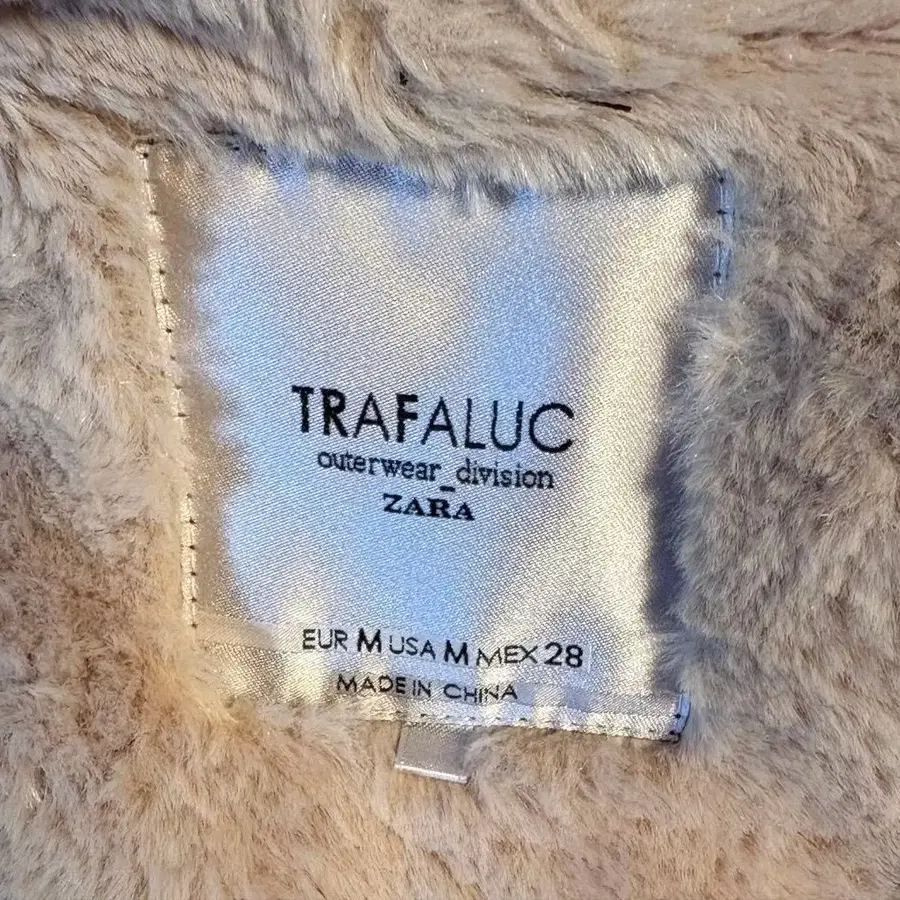 TRAFALUC
outerwear_division
ZARA
EUR M USA M MEX 28
MADE IN CHINA